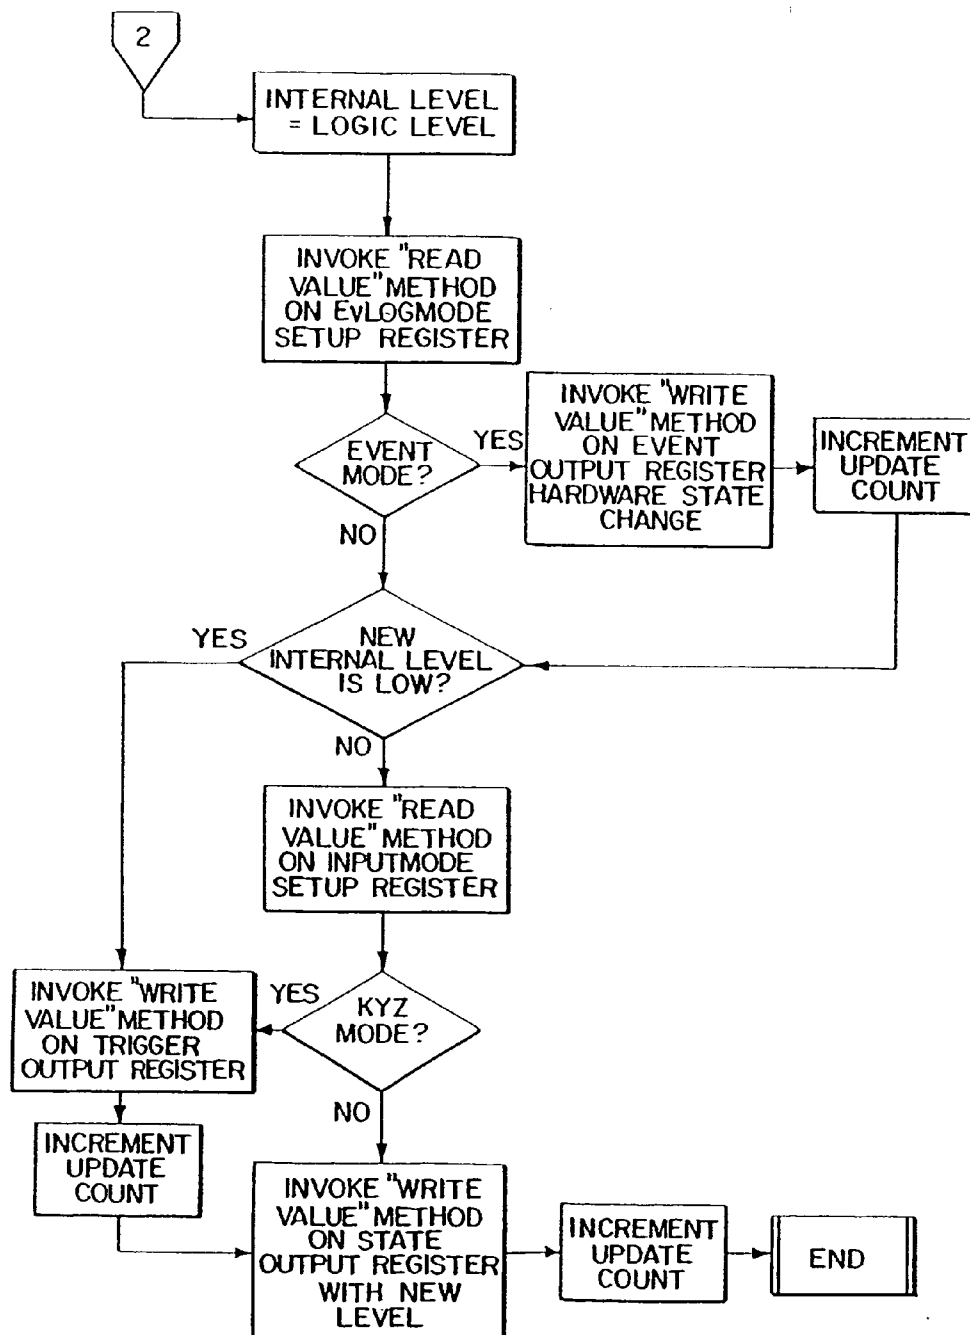 2
INTERNAL LEVEL
= LOGIC LEVEL
INVOKE "READ
VALUE" METHOD
ON EvLOGMODE
SETUP REGISTER
EVENT
MODE?
YES
INVOKE "WRITE
VALUE" METHOD
ON EVENT
OUTPUT REGISTER
HARDWARE STATE
CHANGE
INCREMENT
UPDATE
COUNT
NO
YES
NEW
INTERNAL LEVEL
IS LOW?
NO
INVOKE "READ
VALUE" METHOD
ON INPUTMODE
SETUP REGISTER
INVOKE "WRITE
VALUE" METHOD
ON TRIGGER
OUTPUT REGISTER
YES
KYZ
MODE?
NO
INCREMENT
UPDATE
COUNT
INVOKE "WRITE
VALUE" METHOD
ON STATE
OUTPUT REGISTER
WITH NEW
LEVEL
INCREMENT
UPDATE
COUNT
END